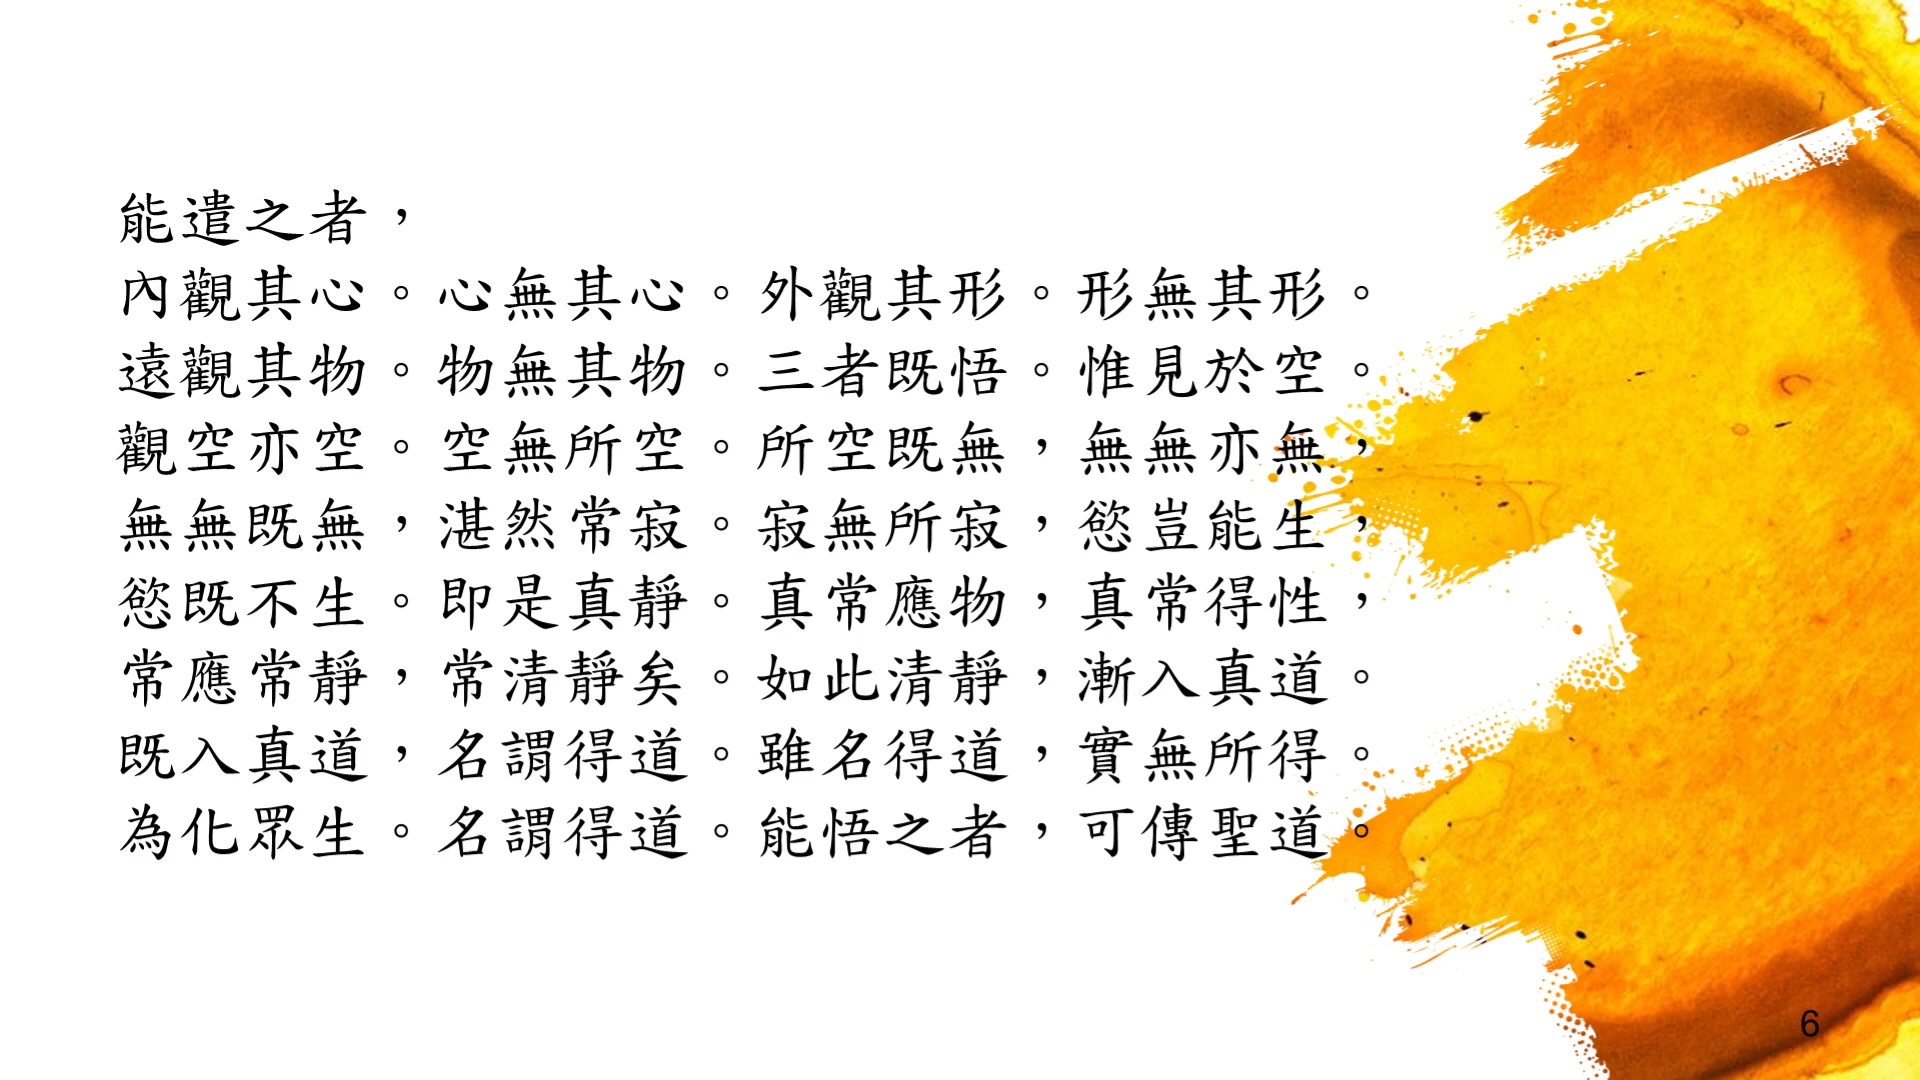 能遣之者，
內觀其心。心無其心。外觀其形。形無其形。
遠觀其物。物無其物。三者既悟。惟見於空。
觀空亦空。空無所空。所空既無，無無亦無，
無無既無，湛然常寂。寂無所寂，慾豈能生，
慾既不生。即是真靜。真常應物，真常得性，
常應常靜，常清靜矣。如此清靜，漸入真道。
既入真道，名謂得道。雖名得道，實無所得。
為化眾生。名謂得道。能悟之者，可傳聖道。
6